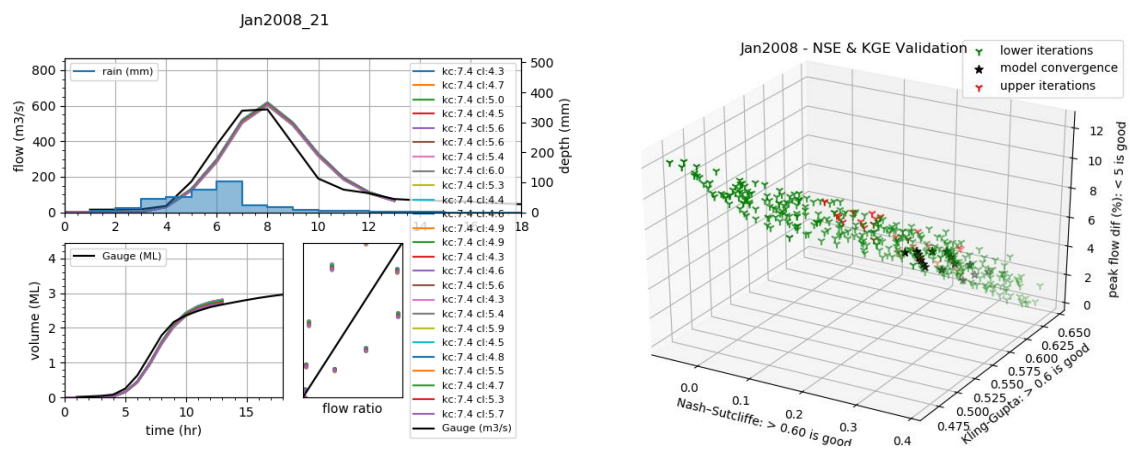 Jan2008_21
800
600
400
200
0
flow (m3/s)
rain (mm)
0
2
4
6
8
10
12
18
500
400
300
200
100
0
depth (mm)
kc:7.4 cl:4.3
kc:7.4 cl:4.7
kc:7.4 cl:5.0
kc:7.4 cl:4.5
kc:7.4 cl:5.6
kc:7.4 cl:5.6
kc:7.4 cl:5.4
kc:7.4 cl:6.0
kc:7.4 cl:5.3
kc:7.4 cl:4.4
kc:7.4 cl:4.6
kc:7.4 cl:4.9
kc:7.4 cl:4.9
kc:7.4 cl:4.3
kc:7.4 cl:4.6
kc:7.4 cl:5.6
kc:7.4 cl:4.3
kc:7.4 cl:5.4
kc:7.4 cl:5.9
kc:7.4 cl:4.5
kc:7.4 cl:4.8
kc:7.4 cl:5.5
kc:7.4 cl:4.7
kc:7.4 cl:5.3
kc:7.4 cl:5.7
Gauge (m3/s)
4
3
2
1
0
volume (ML)
Gauge (ML)
0
5
10
15
time (hr)
flow ratio
Jan2008 - NSE & KGE Validation
lower iterations
model convergence
upper iterations
12
10
8
6
4
2
0
peak flow dif (%): < 5 is good
0.0
0.1
0.2
0.3
0.4
Nash–Sutcliffe: > 0.60 is good
0.475
0.500
0.525
0.550
0.575
0.600
0.625
0.650
Kling-Gupta: > 0.6 is good